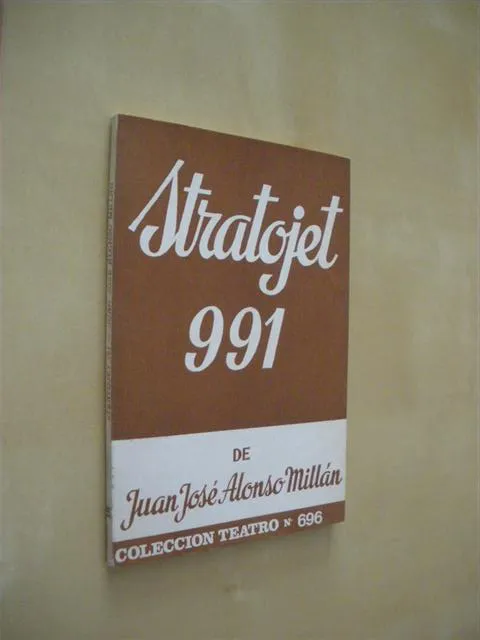 Stratojet
991
DE
Juan José Alonso Millán
COLECCION TEATRO Nº 696